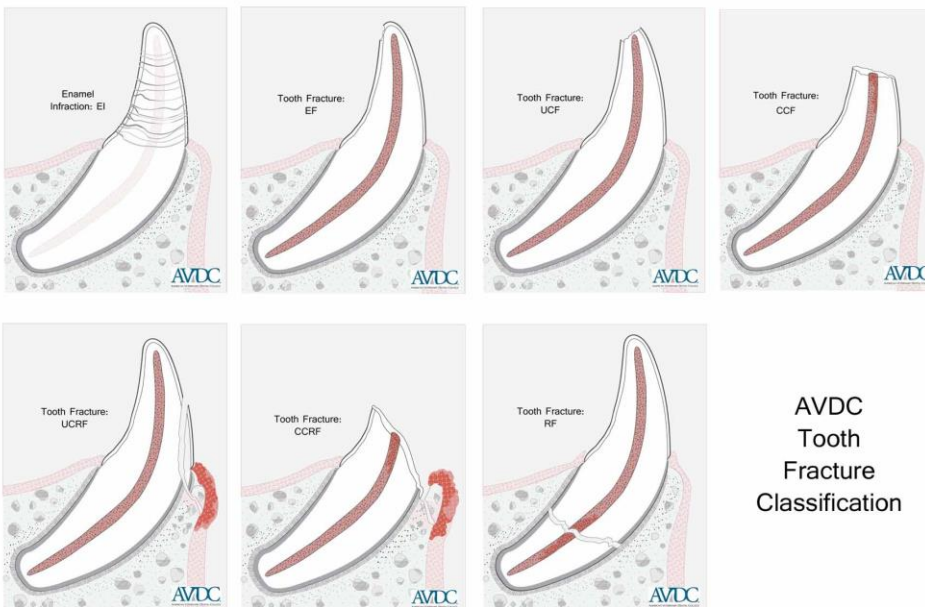 Enamel
Infraction: EI
AVDC
Tooth Fracture:
EF
AVDC
Tooth Fracture:
UCF
AVDC
Tooth Fracture:
CCF
AVDC
Tooth Fracture:
UCRF
AVDC
Tooth Fracture:
CCRF
AVDC
Tooth Fracture:
RF
AVDC
AVDC
Tooth
Fracture
Classification